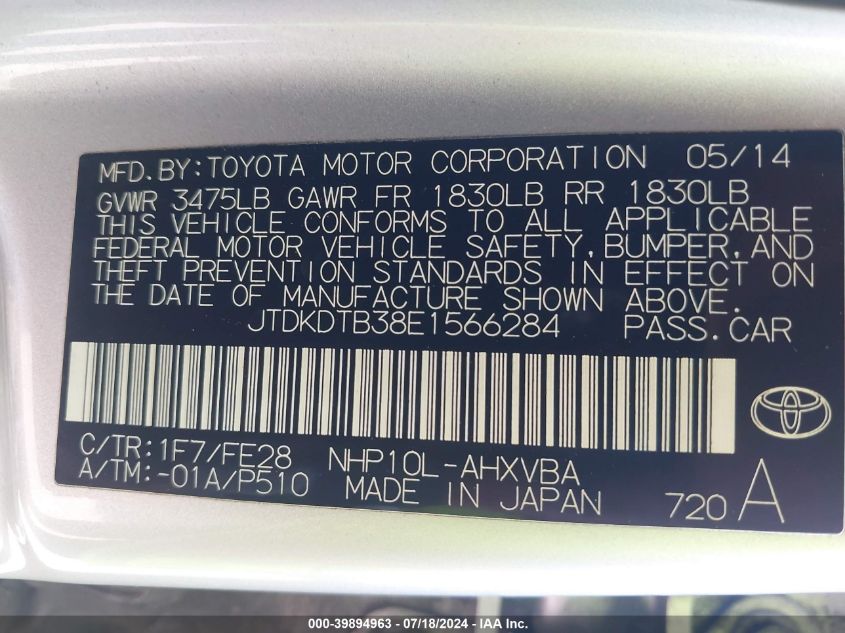 MFD.BY:TOYOTA MOTOR CORPORATION 05/14
GVWR 3475LB GAWR FR 1830LB RR 1830LB
THIS VEHICLE CONFORMS TO ALL APPLICABLE
FEDERAL MOTOR VEHICLE SAFETY,BUMPER,AND
THEFT PREVENTION STANDARDS IN EFFECT ON
THE DATE OF MANUFACTURE SHOWN ABOVE.
JTDKDTB38E1566284 PASS.CAR
C/TR:1F7/FE28 NHP10L-AHXVBA
A/TM:-01A/P510 MADE IN JAPAN 720 A
000-39894963 - 07/18/2024 - IAA Inc.